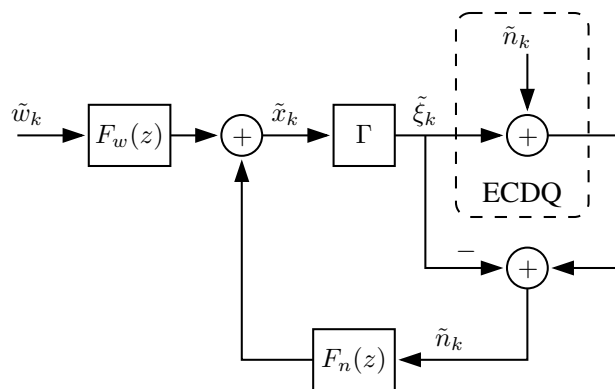 ñ_k
w̃_k
F_w(z)
+
x̃_k
Γ
ξ̃_k
+
ECDQ
−
+
F_n(z)
ñ_k